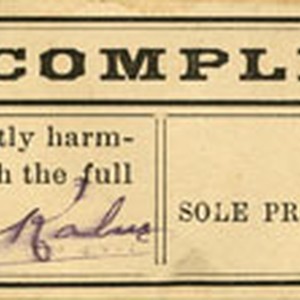 COMPL
tly harm-
h the full
SOLE PR